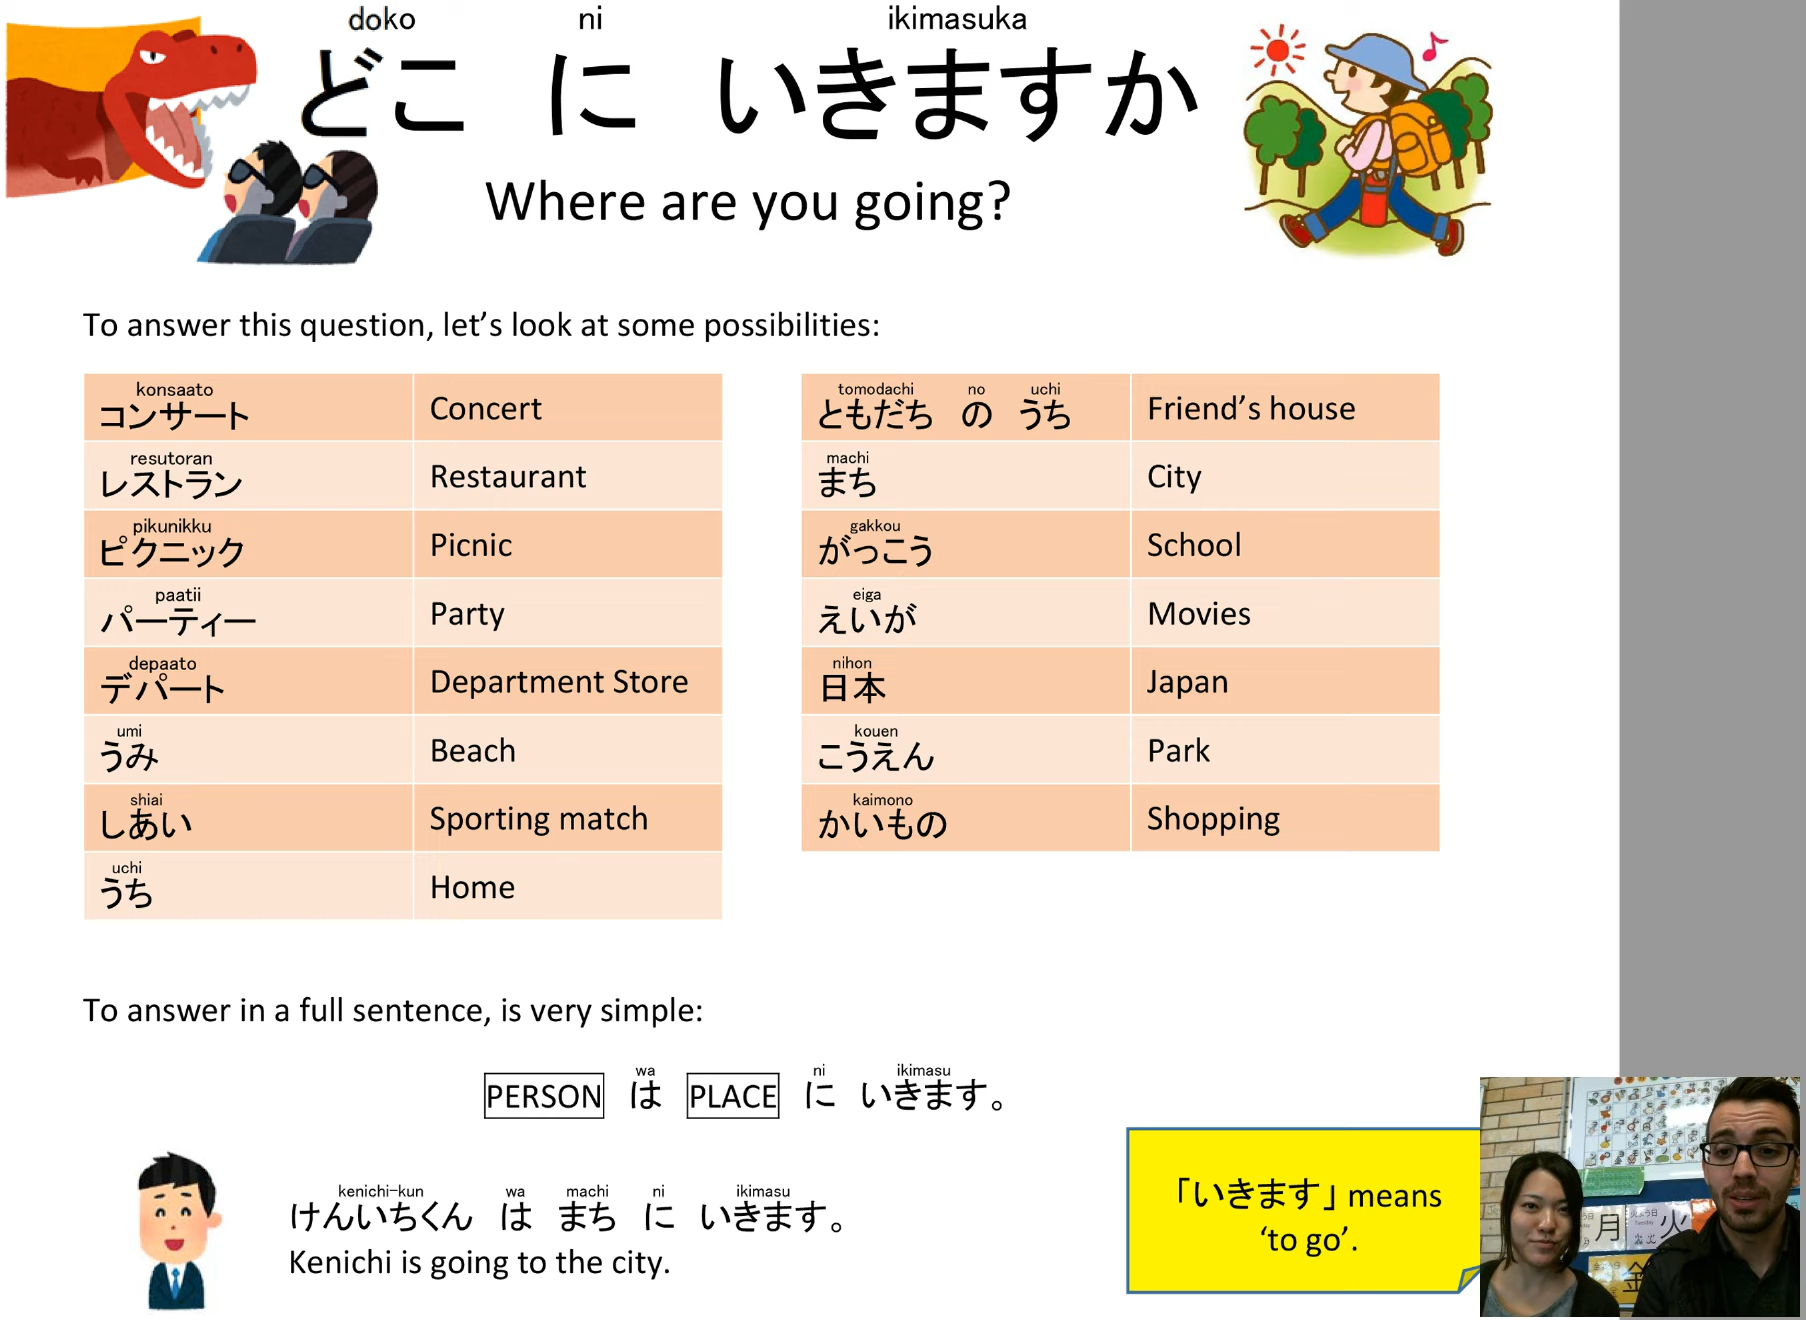 doko ni ikimasuka
どこ に いきますか
Where are you going?
To answer this question, let’s look at some possibilities:
konsaato
コンサート Concert
resutoran
レストラン Restaurant
pikunikku
ピクニック Picnic
paatii
パーティー Party
depaato
デパート Department Store
umi
うみ Beach
shiai
しあい Sporting match
uchi
うち Home
tomodachi no uchi
ともだち の うち Friend’s house
machi
まち City
gakkou
がっこう School
eiga
えいが Movies
nihon
日本 Japan
kouen
こうえん Park
kaimono
かいもの Shopping
To answer in a full sentence, is very simple:
wa ni ikimasu
PERSON は PLACE に いきます。
kenichi-kun wa machi ni ikimasu
けんいちくん は まち に いきます。
Kenichi is going to the city.
「いきます」 means
‘to go’.
月 火
金